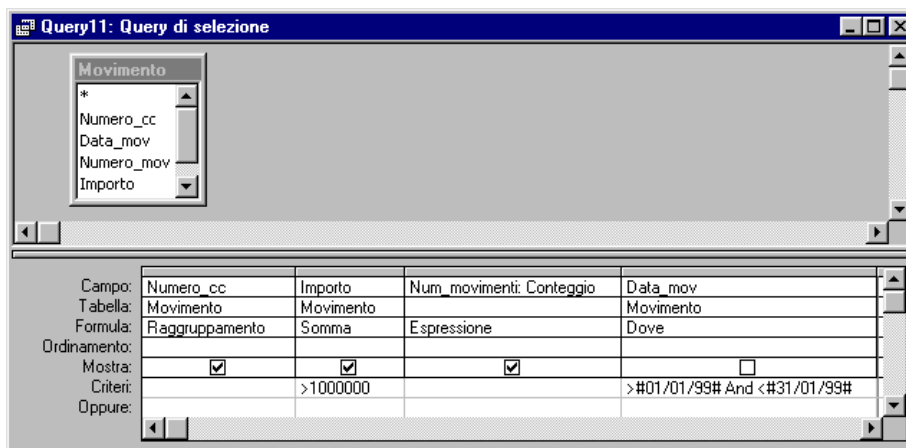 Query11: Query di selezione
Movimento
*
Numero_cc
Data_mov
Numero_mov
Importo
Campo: Numero_cc Importo Num_movimenti: Conteggio Data_mov
Tabella: Movimento Movimento Movimento
Formula: Raggruppamento Somma Espressione Dove
Ordinamento:
Mostra:
Criteri: >1000000 >#01/01/99# And <#31/01/99#
Oppure: